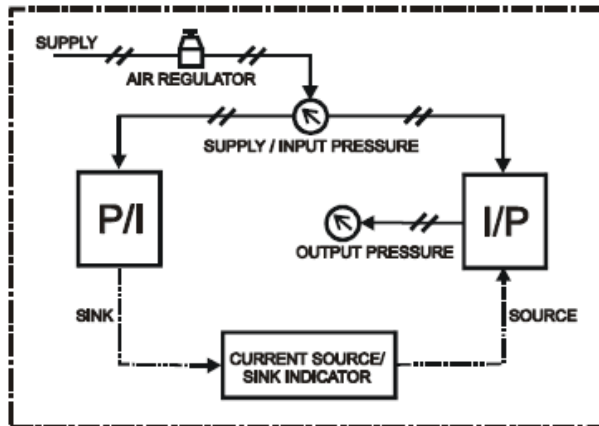 SUPPLY
AIR REGULATOR
SUPPLY / INPUT PRESSURE
P/I
I/P
OUTPUT PRESSURE
SINK
SOURCE
CURRENT SOURCE/
SINK INDICATOR